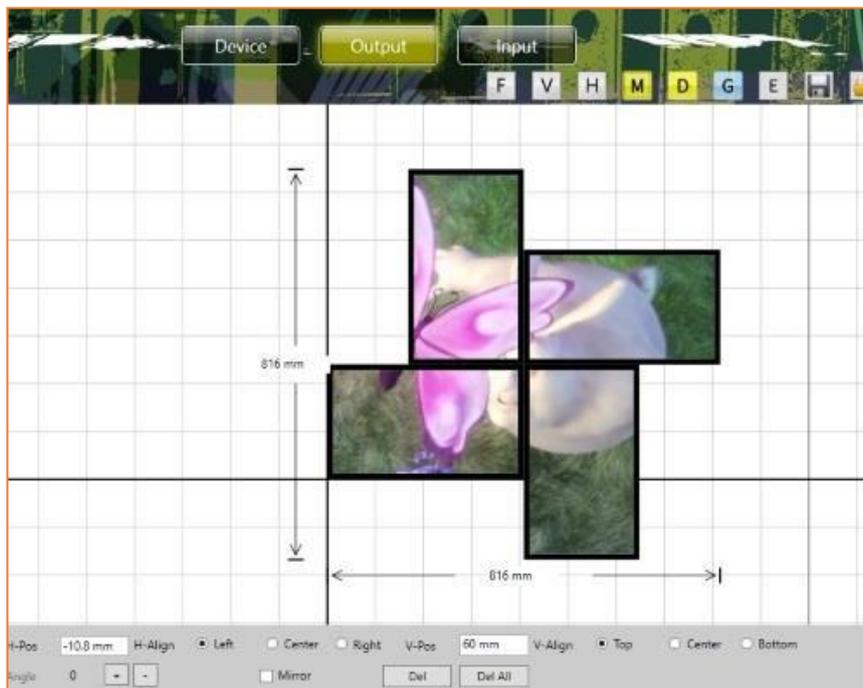 Device Output Input
F V H M D G E
816 mm
816 mm
H-Pos -10.8 mm H-Align Left Center Right V-Pos 60 mm V-Align Top Center Bottom
Angle 0 + - Mirror Del Del All